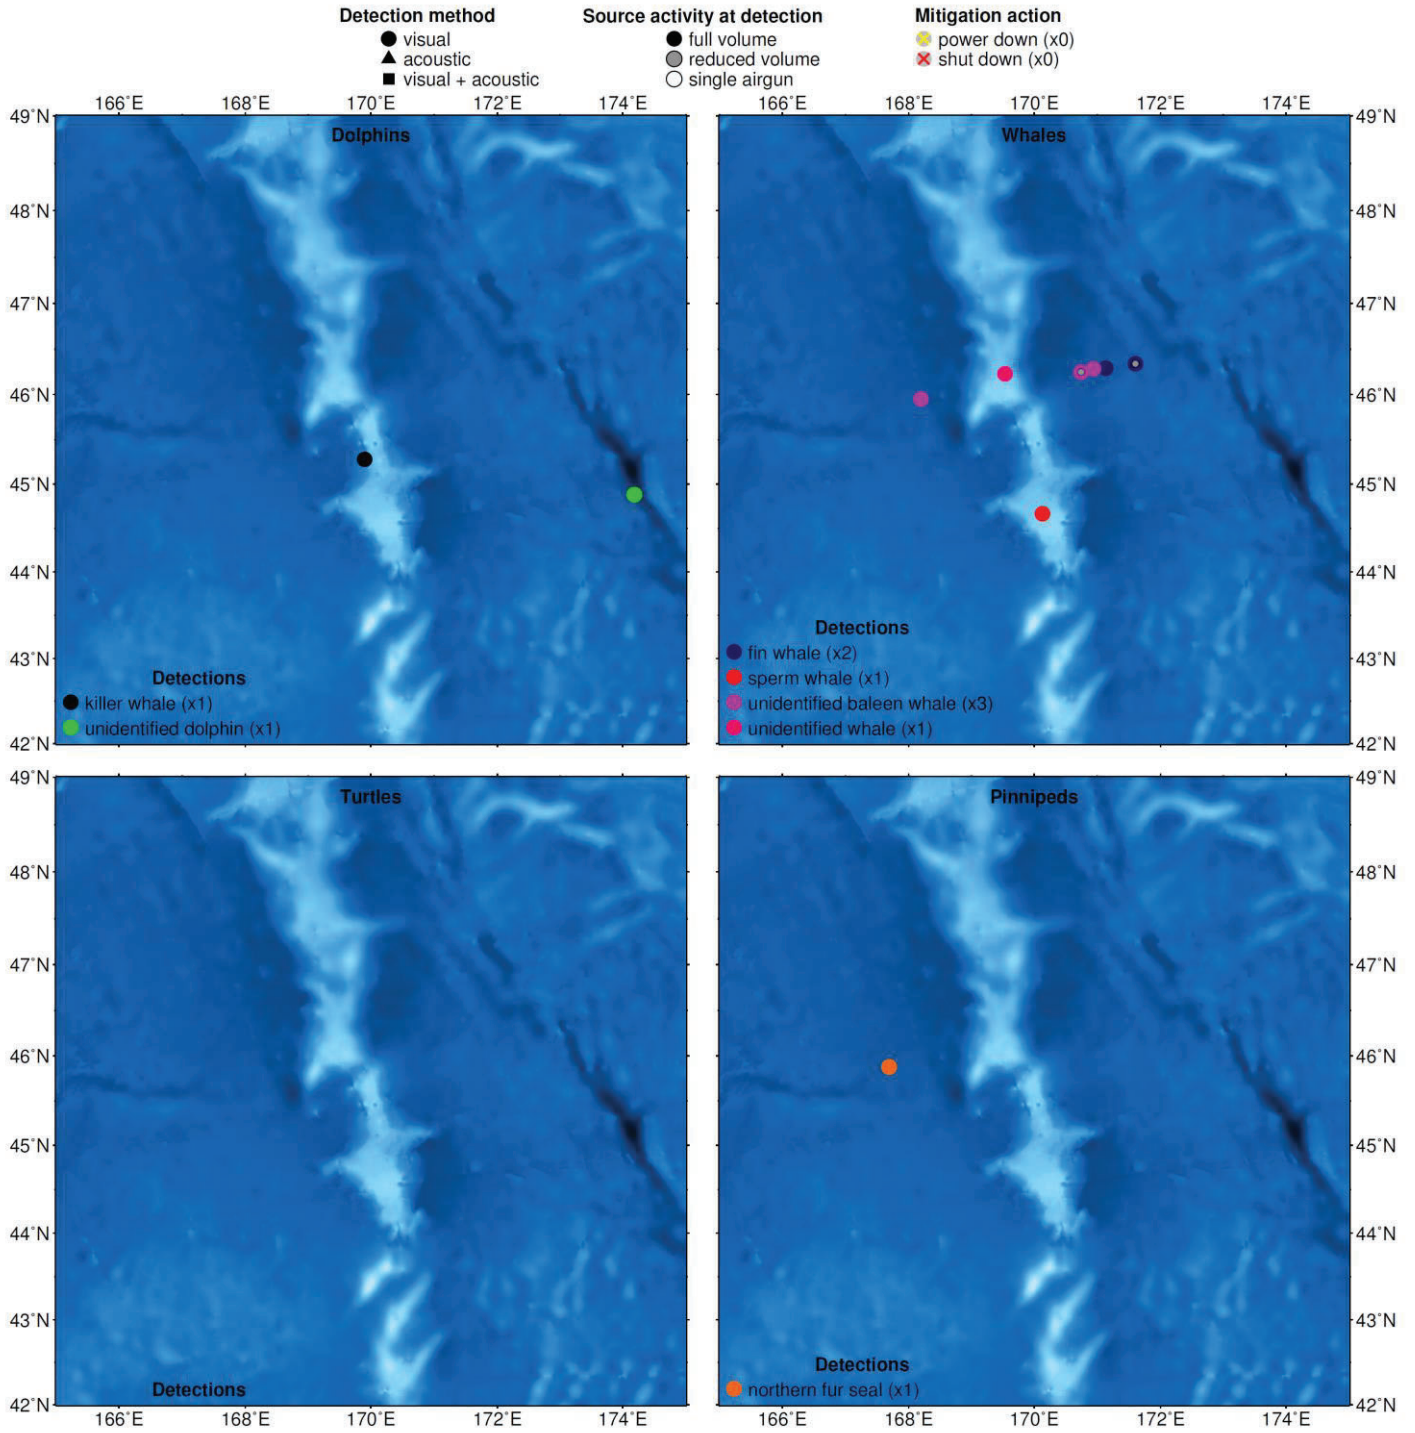 Detection method Source activity at detection Mitigation action
visual full volume power down (x0)
acoustic reduced volume shut down (x0)
visual + acoustic single airgun
166˚E 168˚E 170˚E 172˚E 174˚E 166˚E 168˚E 170˚E 172˚E 174˚E
49˚N 49˚N
Dolphins Whales
48˚N 48˚N
47˚N 47˚N
46˚N 46˚N
45˚N 45˚N
44˚N 44˚N
Detections
fin whale (x2)
43˚N 43˚N
Detections sperm whale (x1)
killer whale (x1) unidentified baleen whale (x3)
unidentified dolphin (x1) unidentified whale (x1)
42˚N 42˚N
49˚N 49˚N
Turtles Pinnipeds
48˚N 48˚N
47˚N 47˚N
46˚N 46˚N
45˚N 45˚N
44˚N 44˚N
43˚N 43˚N
Detections
Detections northern fur seal (x1)
42˚N 42˚N
166˚E 168˚E 170˚E 172˚E 174˚E 166˚E 168˚E 170˚E 172˚E 174˚E